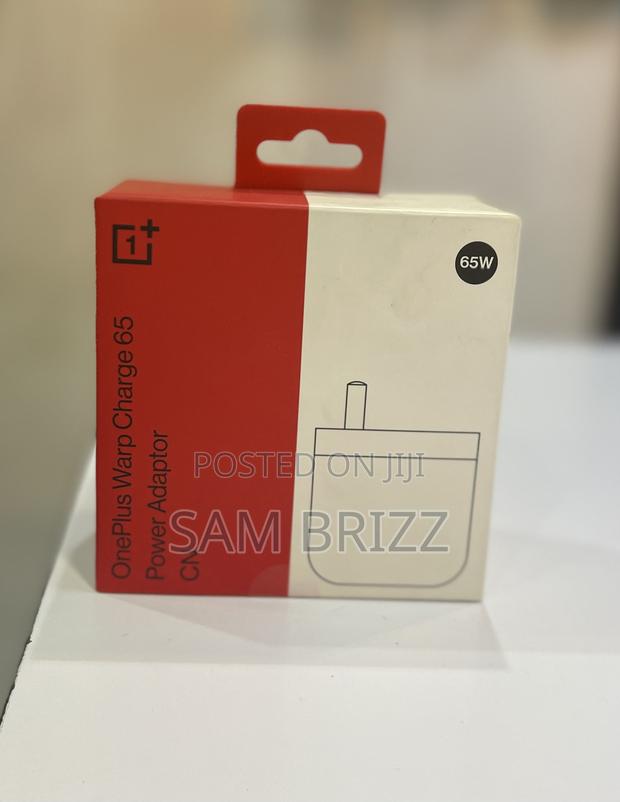 1+
65W
OnePlus Warp Charge 65
Power Adaptor
CN
POSTED ON JIJI
SAM BRIZZ